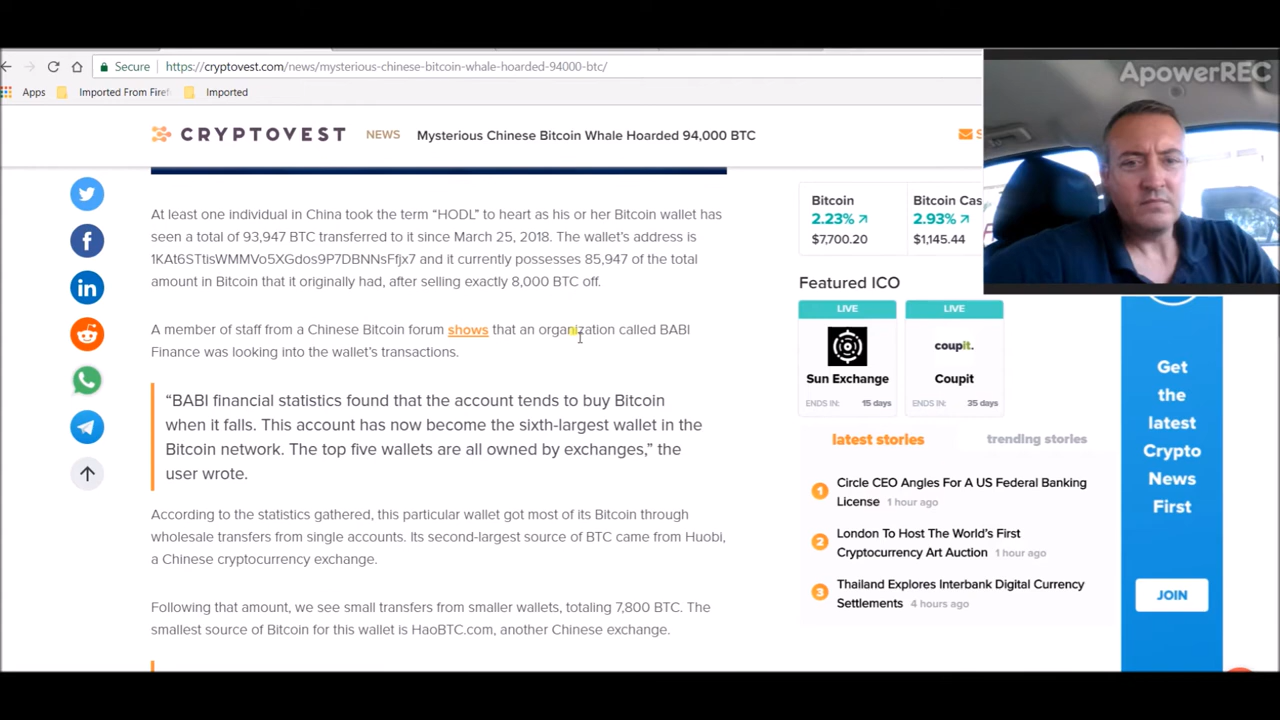 ApowerREC
Secure
https://cryptovest.com/news/mysterious-chinese-bitcoin-whale-hoarded-94000-btc/
Apps
Imported From Firef
Imported
CRYPTOVEST
NEWS
Mysterious Chinese Bitcoin Whale Hoarded 94,000 BTC
S
At least one individual in China took the term “HODL” to heart as his or her Bitcoin wallet has
seen a total of 93,947 BTC transferred to it since March 25, 2018. The wallet’s address is
1KAt6STtisWMMVo5XGdos9P7DBNNsFfjx7 and it currently possesses 85,947 of the total
amount in Bitcoin that it originally had, after selling exactly 8,000 BTC off.
A member of staff from a Chinese Bitcoin forum shows that an organization called BABI
Finance was looking into the wallet’s transactions.
“BABI financial statistics found that the account tends to buy Bitcoin
when it falls. This account has now become the sixth-largest wallet in the
Bitcoin network. The top five wallets are all owned by exchanges,” the
user wrote.
According to the statistics gathered, this particular wallet got most of its Bitcoin through
wholesale transfers from single accounts. Its second-largest source of BTC came from Huobi,
a Chinese cryptocurrency exchange.
Following that amount, we see small transfers from smaller wallets, totaling 7,800 BTC. The
smallest source of Bitcoin for this wallet is HaoBTC.com, another Chinese exchange.
Bitcoin
2.23%
$7,700.20
Bitcoin Cas
2.93%
$1,145.44
Featured ICO
LIVE
Sun Exchange
ENDS IN: 15 days
LIVE
coupit.
Coupit
ENDS IN: 35 days
latest stories
trending stories
1
Circle CEO Angles For A US Federal Banking
License 1 hour ago
2
London To Host The World’s First
Cryptocurrency Art Auction 1 hour ago
3
Thailand Explores Interbank Digital Currency
Settlements 4 hours ago
Get
the
latest
Crypto
News
First
JOIN